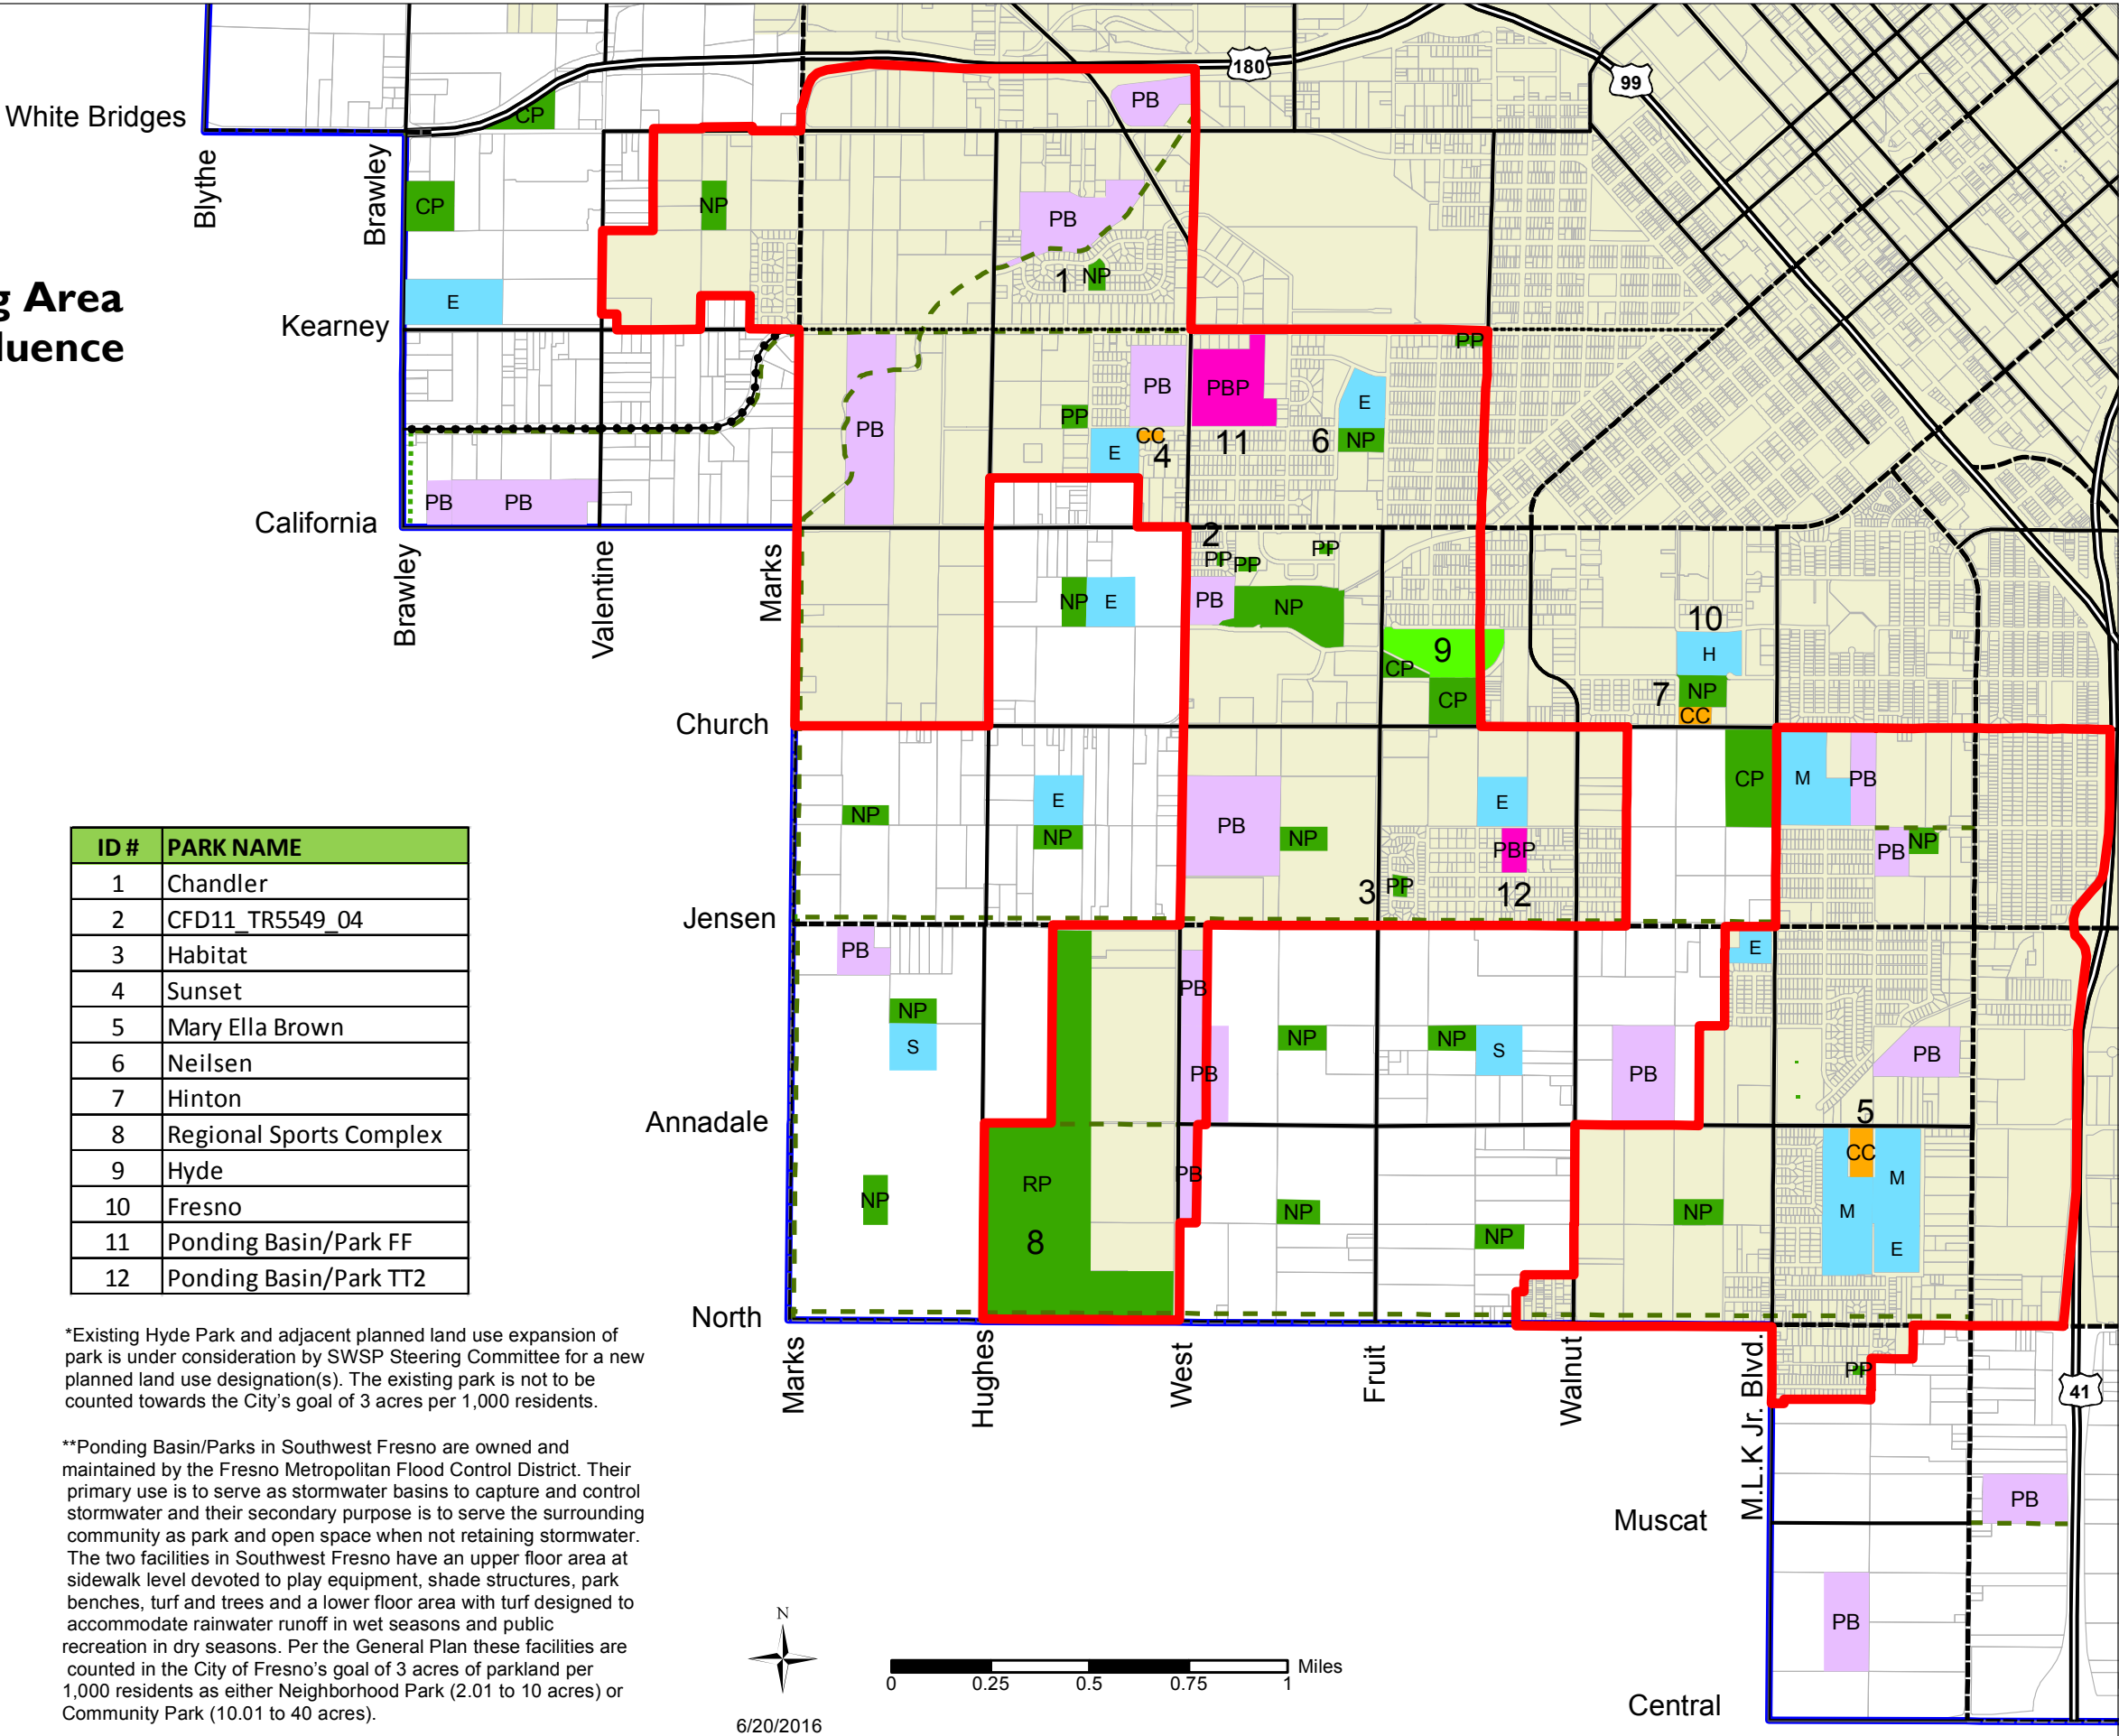 180
99
White Bridges
CP
PB
Blythe
Brawley
CP
NP
PB
g Area
luence
E
1
NP
Kearney
PP
PB
PBP
E
PP
PB
CC
11
6
NP
E
4
PB
PB
California
2
PP
PP
PP
Brawley
Valentine
Marks
NP
E
PB
NP
10
9
H
CP
7
NP
CP
CC
Church
E
NP
NP
PB
NP
E
PBP
CP
M
PB
PB
NP
3
PP
12
Jensen
ID #
PARK NAME
1
Chandler
2
CFD11_TR5549_04
3
Habitat
4
Sunset
5
Mary Ella Brown
6
Neilsen
7
Hinton
8
Regional Sports Complex
9
Hyde
10
Fresno
11
Ponding Basin/Park FF
12
Ponding Basin/Park TT2
PB
E
NP
PB
S
NP
NP
S
PB
PB
PB
5
Annadale
CC
NP
RP
PB
NP
NP
M
M
8
NP
E
North
Marks
Hughes
West
Fruit
Walnut
M.L.K Jr. Blvd.
PP
41
*Existing Hyde Park and adjacent planned land use expansion of
park is under consideration by SWSP Steering Committee for a new
planned land use designation(s). The existing park is not to be
counted towards the City's goal of 3 acres per 1,000 residents.
**Ponding Basin/Parks in Southwest Fresno are owned and
maintained by the Fresno Metropolitan Flood Control District. Their
primary use is to serve as stormwater basins to capture and control
stormwater and their secondary purpose is to serve the surrounding
community as park and open space when not retaining stormwater.
The two facilities in Southwest Fresno have an upper floor area at
sidewalk level devoted to play equipment, shade structures, park
benches, turf and trees and a lower floor area with turf designed to
accommodate rainwater runoff in wet seasons and public
recreation in dry seasons. Per the General Plan these facilities are
counted in the City of Fresno's goal of 3 acres of parkland per
1,000 residents as either Neighborhood Park (2.01 to 10 acres) or
Community Park (10.01 to 40 acres).
PB
Muscat
PB
Central
N
0
0.25
0.5
0.75
1
Miles
6/20/2016